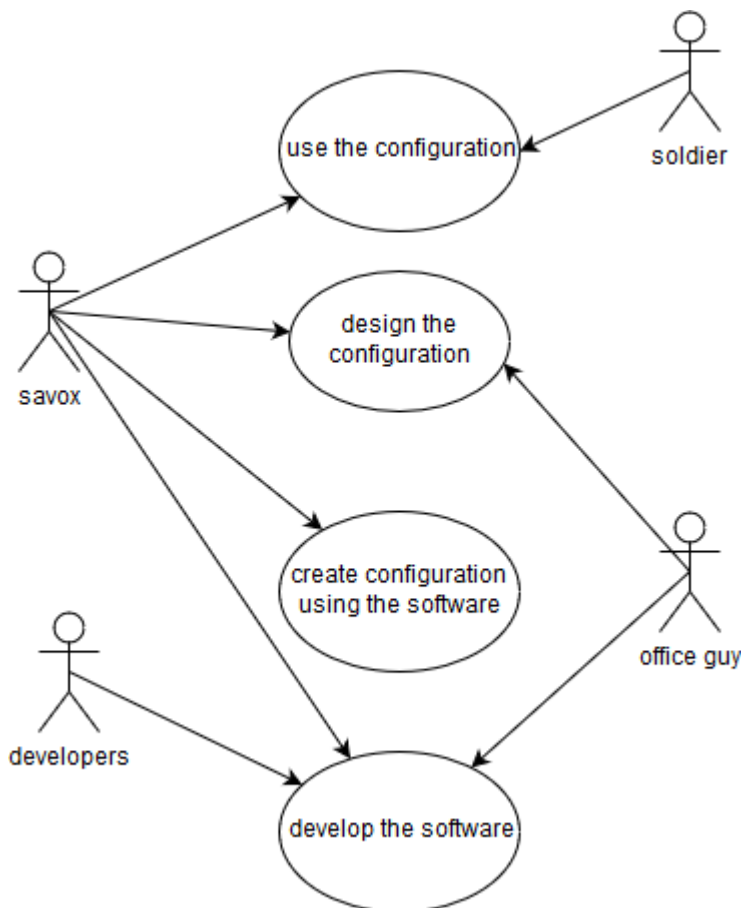 use the configuration
soldier
design the
configuration
savox
create configuration
using the software
office guy
developers
develop the software